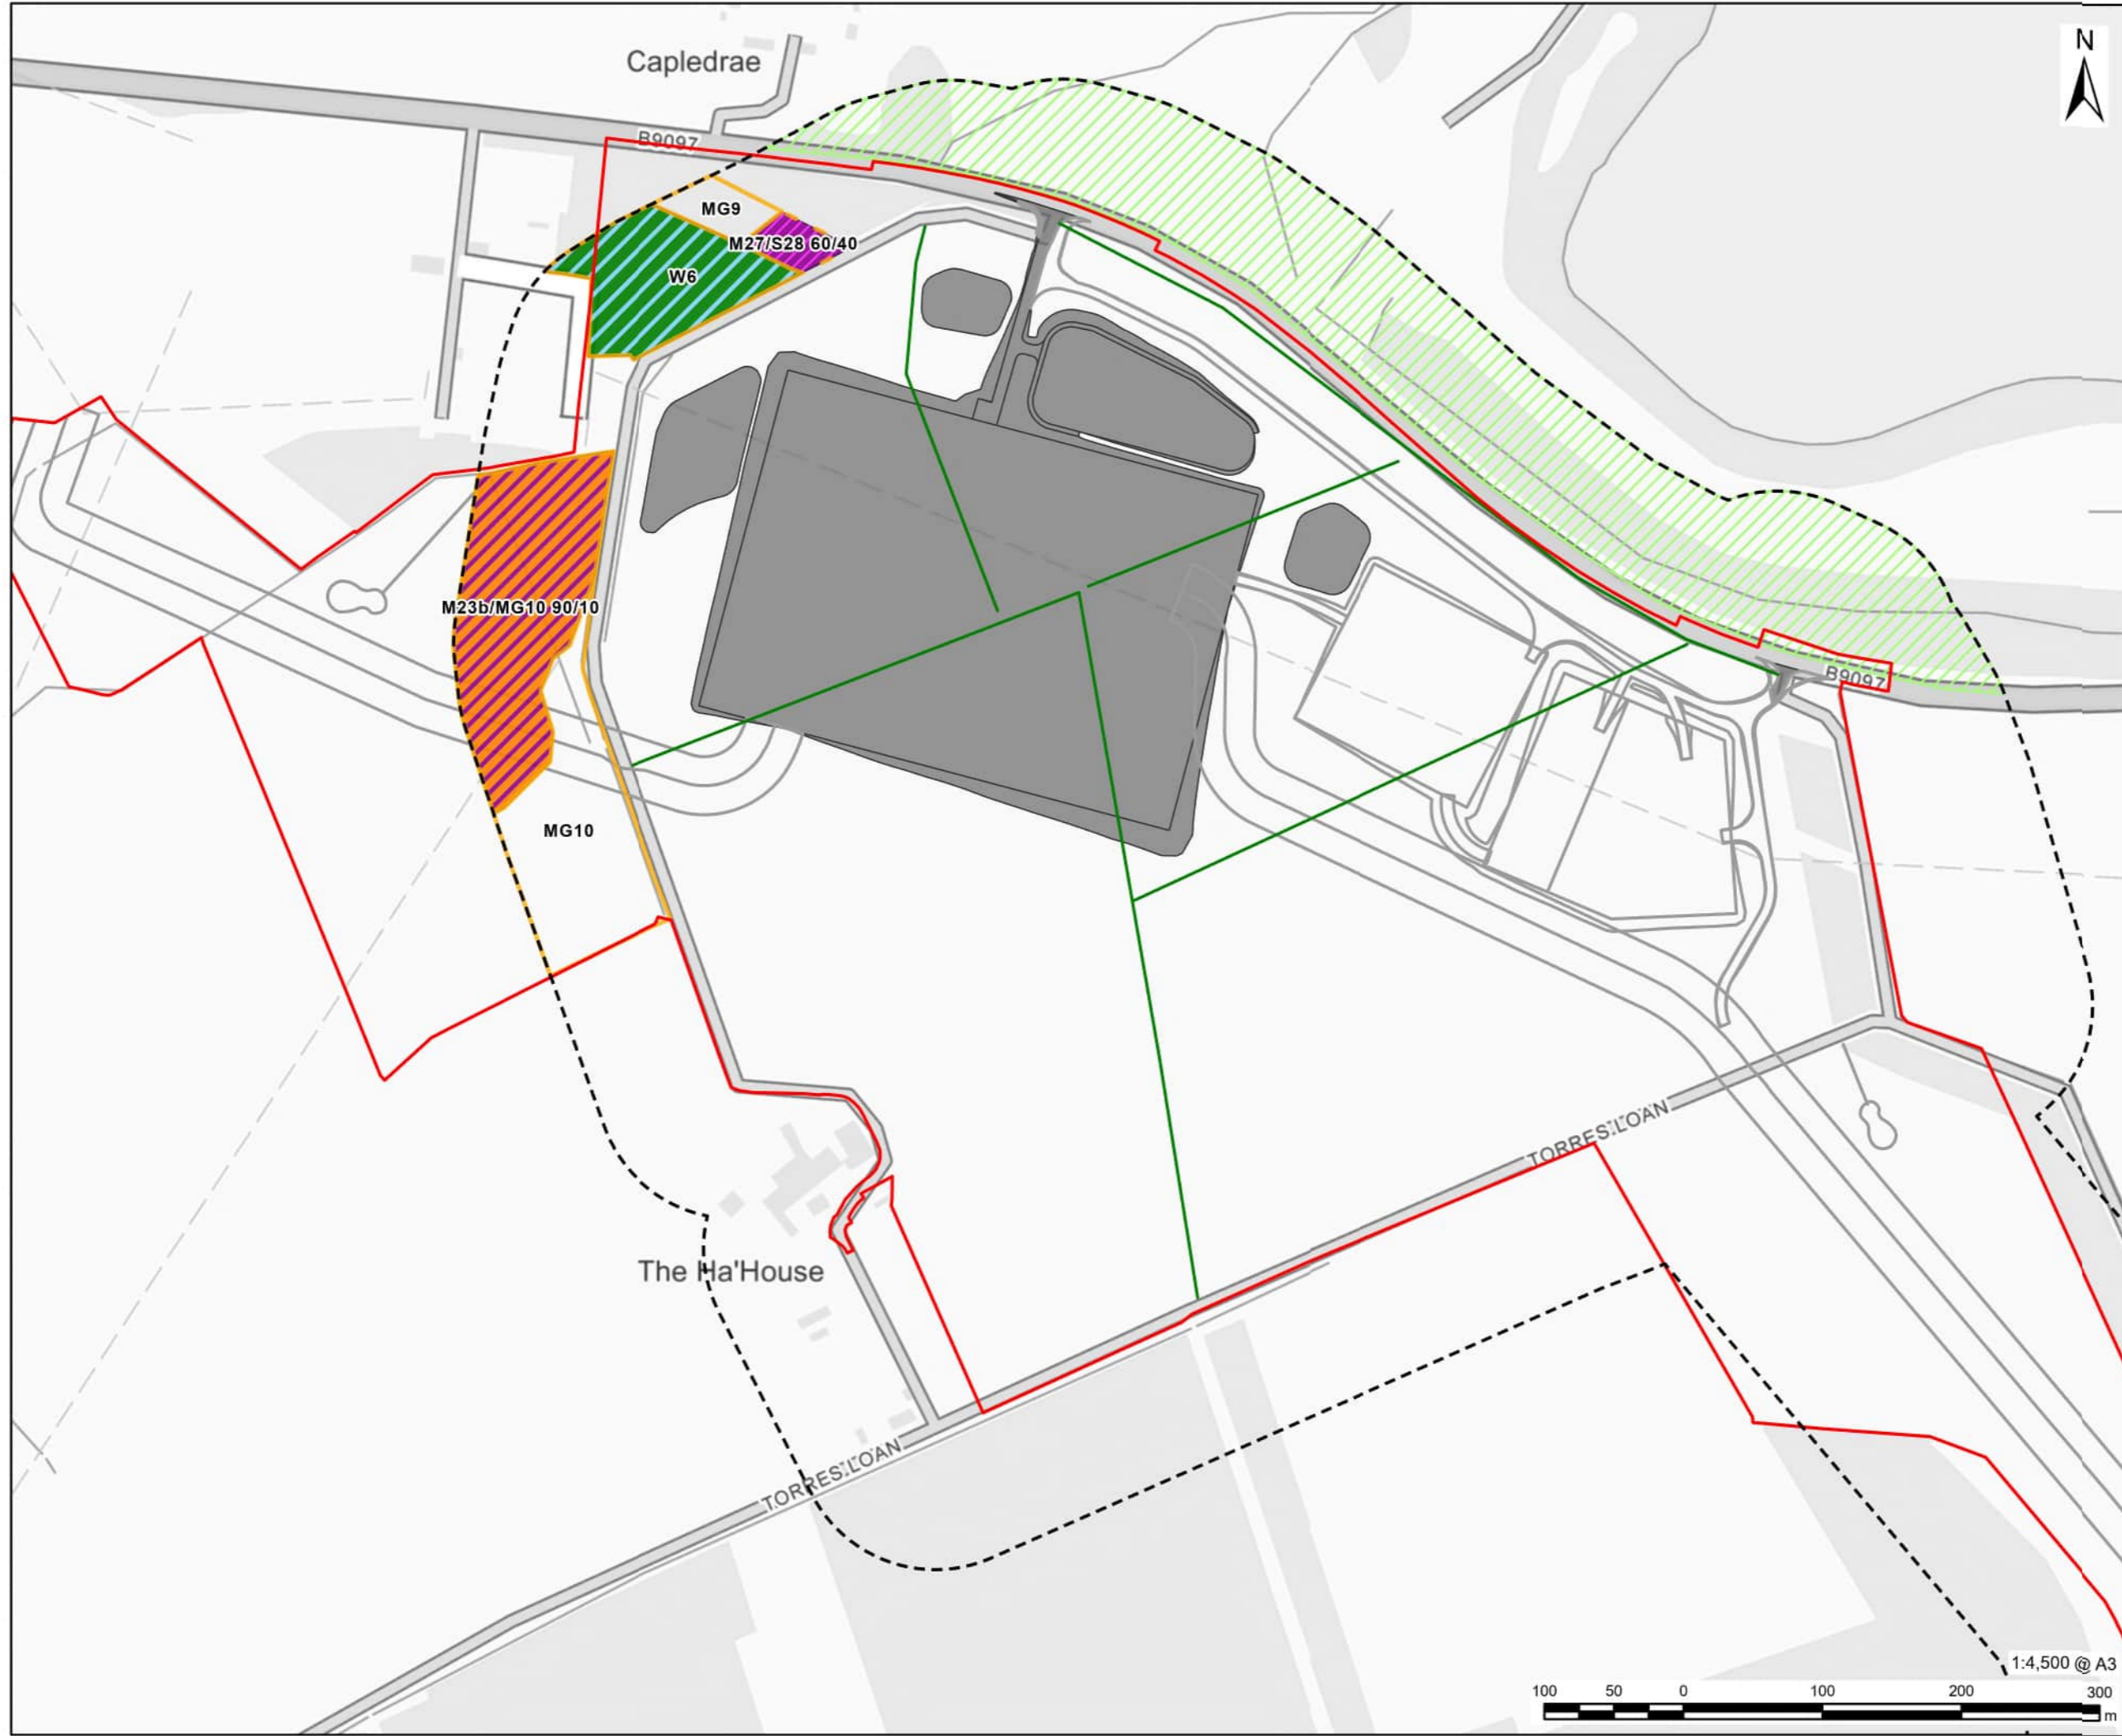 N
Capledrae
B9097
MG9
M27/S28 60/40
W6
M23b/MG10 90/10
B9097
MG10
TORRES LOAN
The Ha'House
TORRES LOAN
1:4,500 @ A3
100 50 0 100 200 300
m